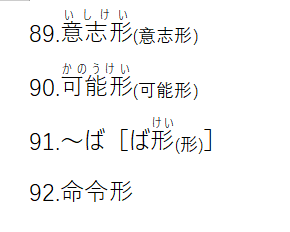 いしけい
89.意志形(意志形)
かのうけい
90.可能形(可能形)
けい
91.～ば［ば形(形)］
92.命令形